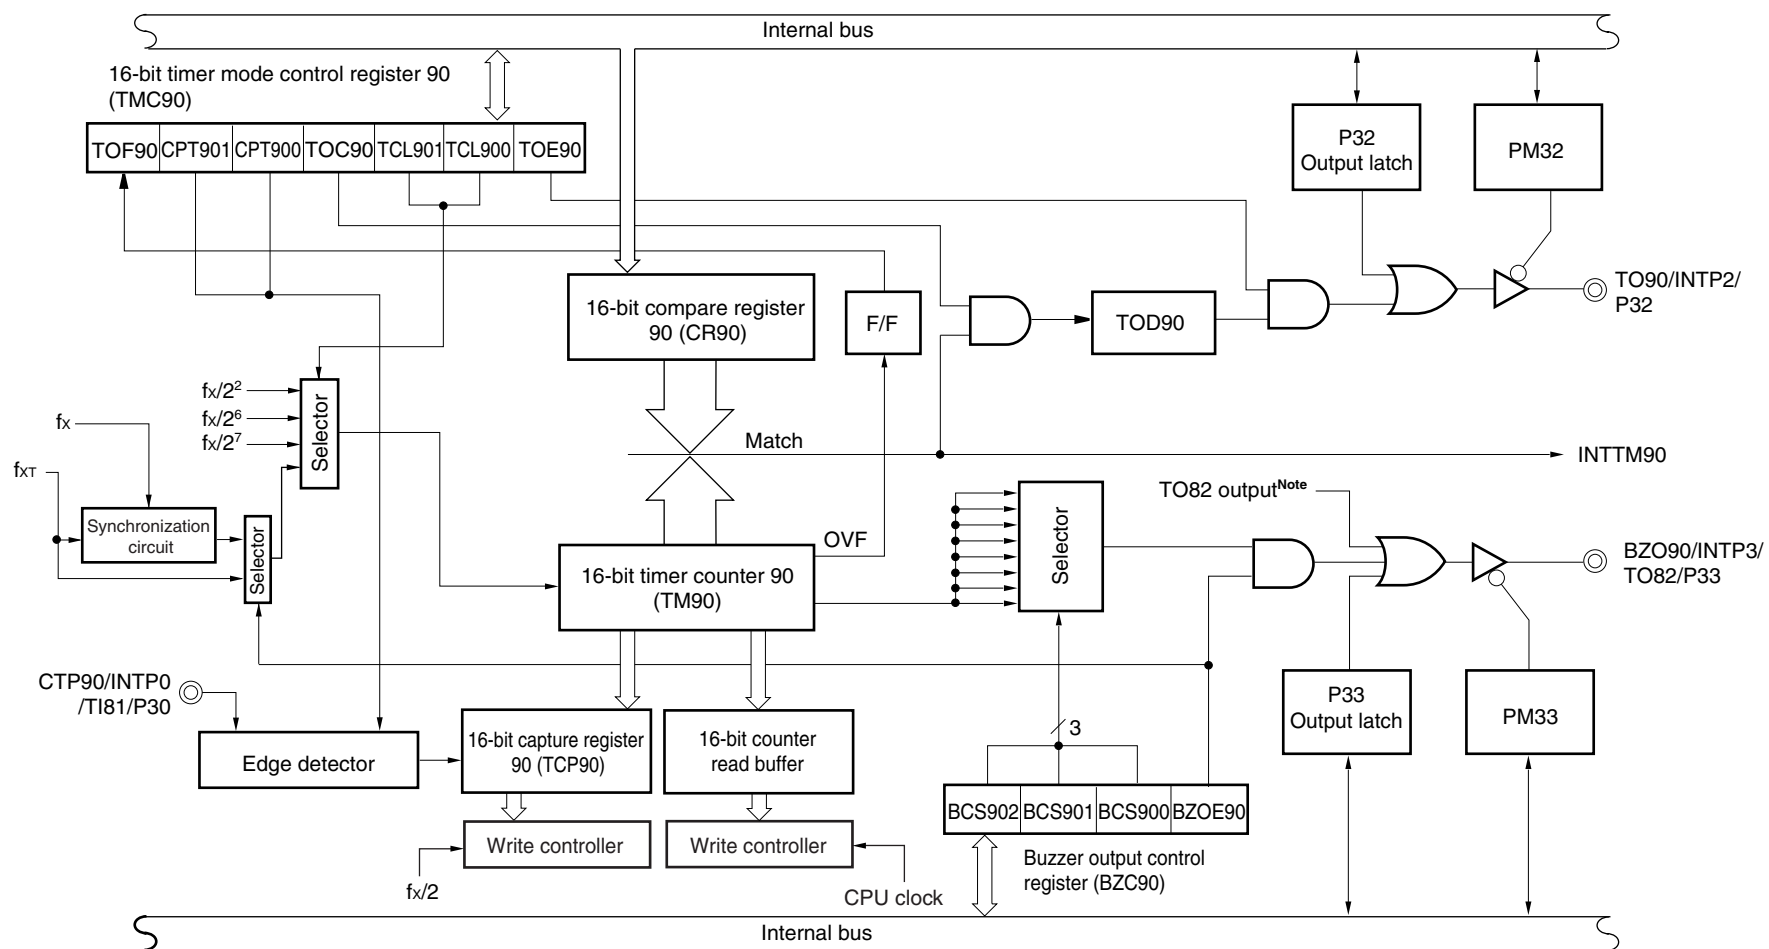 Internal bus
16-bit timer mode control register 90
(TMC90)
TOF90 CPT901 CPT900 TOC90 TCL901 TCL900 TOE90
P32
Output latch
PM32
16-bit compare register
90 (CR90)
F/F
TOD90
TO90/INTP2/
P32
fX/2²
fX/2⁶
fX/2⁷
Selector
fX
fXT
Synchronization
circuit
Selector
Match
INTTM90
TO82 output Note
OVF
16-bit timer counter 90
(TM90)
Selector
BZO90/INTP3/
TO82/P33
CTP90/INTP0
/TI81/P30
Edge detector
16-bit capture register
90 (TCP90)
16-bit counter
read buffer
3
P33
Output latch
PM33
BCS902 BCS901 BCS900 BZOE90
Write controller
Write controller
fX/2
CPU clock
Buzzer output control
register (BZC90)
Internal bus